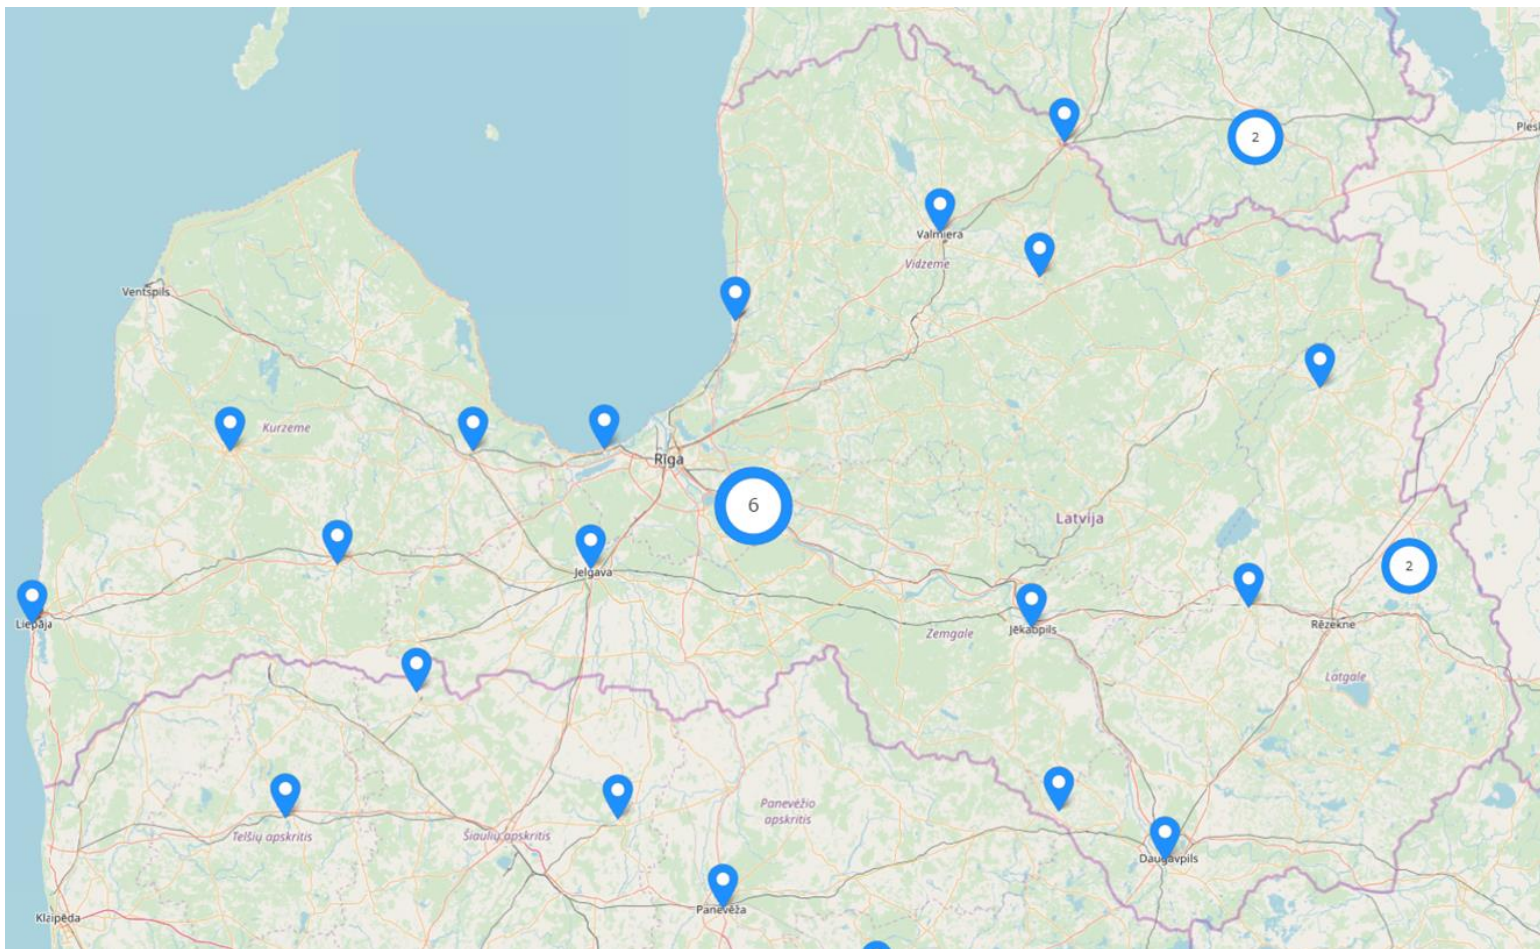 Ples
2
Valmiera
Vidzeme
Ventspils
Kurzeme
Rīga
6
Latvija
2
Jelgava
Liepāja
Jēkabpils
Zemgale
Rēzekne
Latgale
Panevėžio
apskritis
Telšių apskritis
Šiaulių apskritis
Daugavpils
Panevėža
Klaipėda